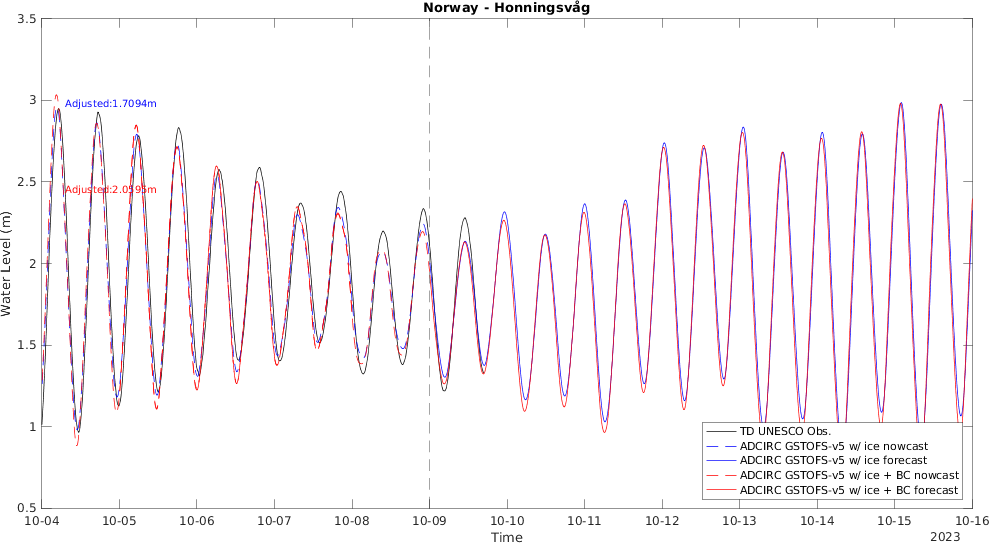 Norway - Honningsvåg
3.5
3
2.5
2
1.5
1
0.5
Water Level (m)
Adjusted:1.7094m
Adjusted:2.0595m
TD UNESCO Obs.
ADCIRC GSTOFS-v5 w/ ice nowcast
ADCIRC GSTOFS-v5 w/ ice forecast
ADCIRC GSTOFS-v5 w/ ice + BC nowcast
ADCIRC GSTOFS-v5 w/ ice + BC forecast
10-04 10-05 10-06 10-07 10-08 10-09 10-10 10-11 10-12 10-13 10-14 10-15 10-16
Time
2023